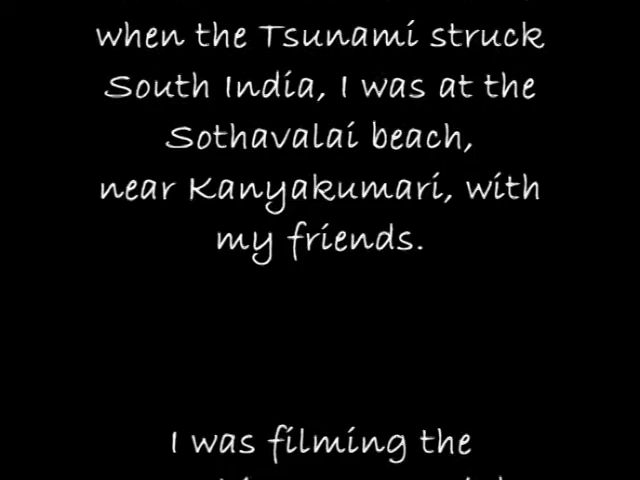 when the Tsunami struck
South India, I was at the
Sothavalai beach,
near Kanyakumari, with
my friends.
I was filming the